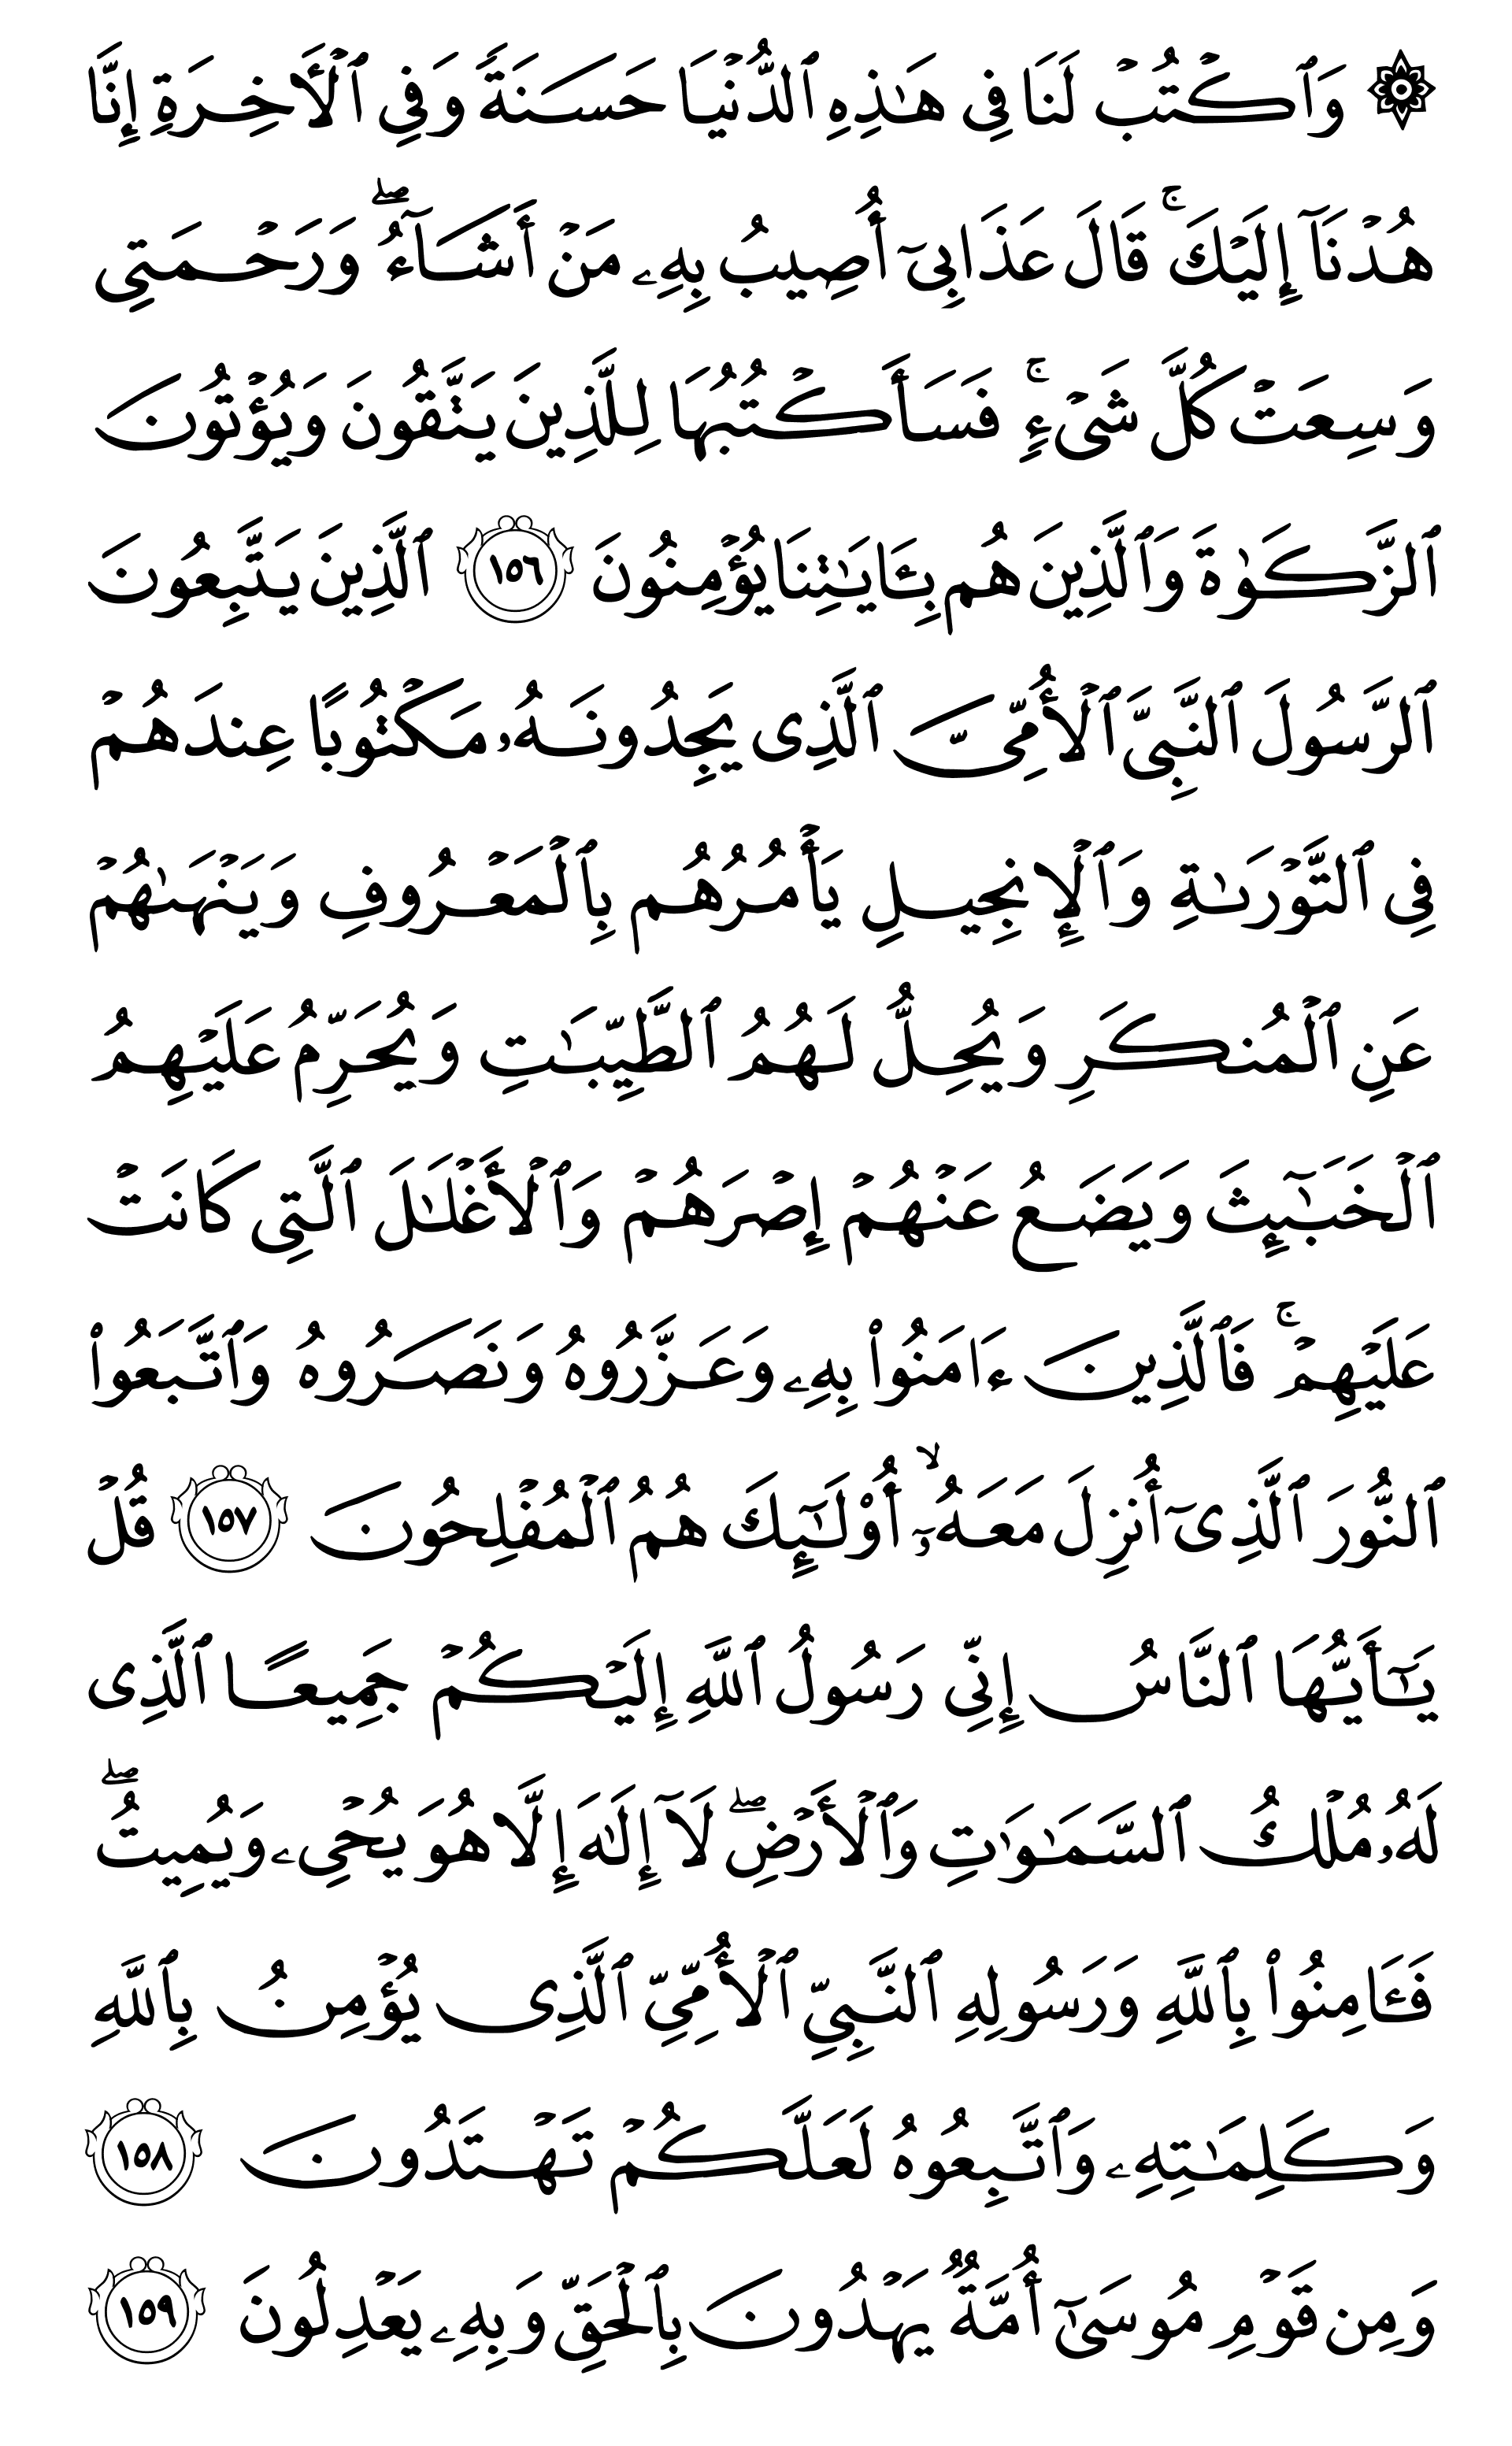 ۞ وَٱكۡتُبۡ لَنَا فِي هَٰذِهِ ٱلدُّنۡيَا حَسَنَةٗ وَفِي ٱلۡأٓخِرَةِ إِنَّا
هُدۡنَآ إِلَيۡكَۚ قَالَ عَذَابِيٓ أُصِيبُ بِهِۦ مَنۡ أَشَآءُۖ وَرَحۡمَتِي
وَسِعَتۡ كُلَّ شَيۡءٖۚ فَسَأَكۡتُبُهَا لِلَّذِينَ يَتَّقُونَ وَيُؤۡتُونَ
ٱلزَّكَوٰةَ وَٱلَّذِينَ هُم بِـَٔايَٰتِنَا يُؤۡمِنُونَ ١٥٦ ٱلَّذِينَ يَتَّبِعُونَ
ٱلرَّسُولَ ٱلنَّبِيَّ ٱلۡأُمِّيَّ ٱلَّذِي يَجِدُونَهُۥ مَكۡتُوبًا عِندَهُمۡ
فِي ٱلتَّوۡرَىٰةِ وَٱلۡإِنجِيلِ يَأۡمُرُهُم بِٱلۡمَعۡرُوفِ وَيَنۡهَىٰهُمۡ
عَنِ ٱلۡمُنكَرِ وَيُحِلُّ لَهُمُ ٱلطَّيِّبَٰتِ وَيُحَرِّمُ عَلَيۡهِمُ
ٱلۡخَبَٰٓئِثَ وَيَضَعُ عَنۡهُمۡ إِصۡرَهُمۡ وَٱلۡأَغۡلَٰلَ ٱلَّتِي كَانَتۡ
عَلَيۡهِمۡۚ فَٱلَّذِينَ ءَامَنُواْ بِهِۦ وَعَزَّرُوهُ وَنَصَرُوهُ وَٱتَّبَعُواْ
ٱلنُّورَ ٱلَّذِيٓ أُنزِلَ مَعَهُۥٓۙ أُوْلَٰٓئِكَ هُمُ ٱلۡمُفۡلِحُونَ ١٥٧ قُلۡ
يَٰٓأَيُّهَا ٱلنَّاسُ إِنِّي رَسُولُ ٱللَّهِ إِلَيۡكُمۡ جَمِيعًا ٱلَّذِي
لَهُۥ مُلۡكُ ٱلسَّمَٰوَٰتِ وَٱلۡأَرۡضِۖ لَآ إِلَٰهَ إِلَّا هُوَ يُحۡيِۦ وَيُمِيتُۖ
فَـَٔامِنُواْ بِٱللَّهِ وَرَسُولِهِ ٱلنَّبِيِّ ٱلۡأُمِّيِّ ٱلَّذِي يُؤۡمِنُ بِٱللَّهِ
وَكَلِمَٰتِهِۦ وَٱتَّبِعُوهُ لَعَلَّكُمۡ تَهۡتَدُونَ ١٥٨
وَمِن قَوۡمِ مُوسَىٰٓ أُمَّةٞ يَهۡدُونَ بِٱلۡحَقِّ وَبِهِۦ يَعۡدِلُونَ ١٥٩